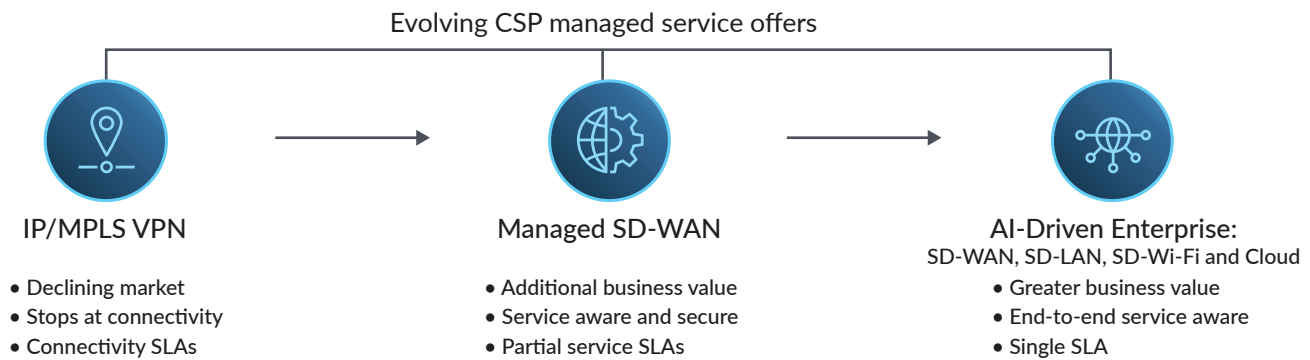 Evolving CSP managed service offers
IP/MPLS VPN
• Declining market
• Stops at connectivity
• Connectivity SLAs
Managed SD-WAN
• Additional business value
• Service aware and secure
• Partial service SLAs
AI-Driven Enterprise:
SD-WAN, SD-LAN, SD-Wi-Fi and Cloud
• Greater business value
• End-to-end service aware
• Single SLA